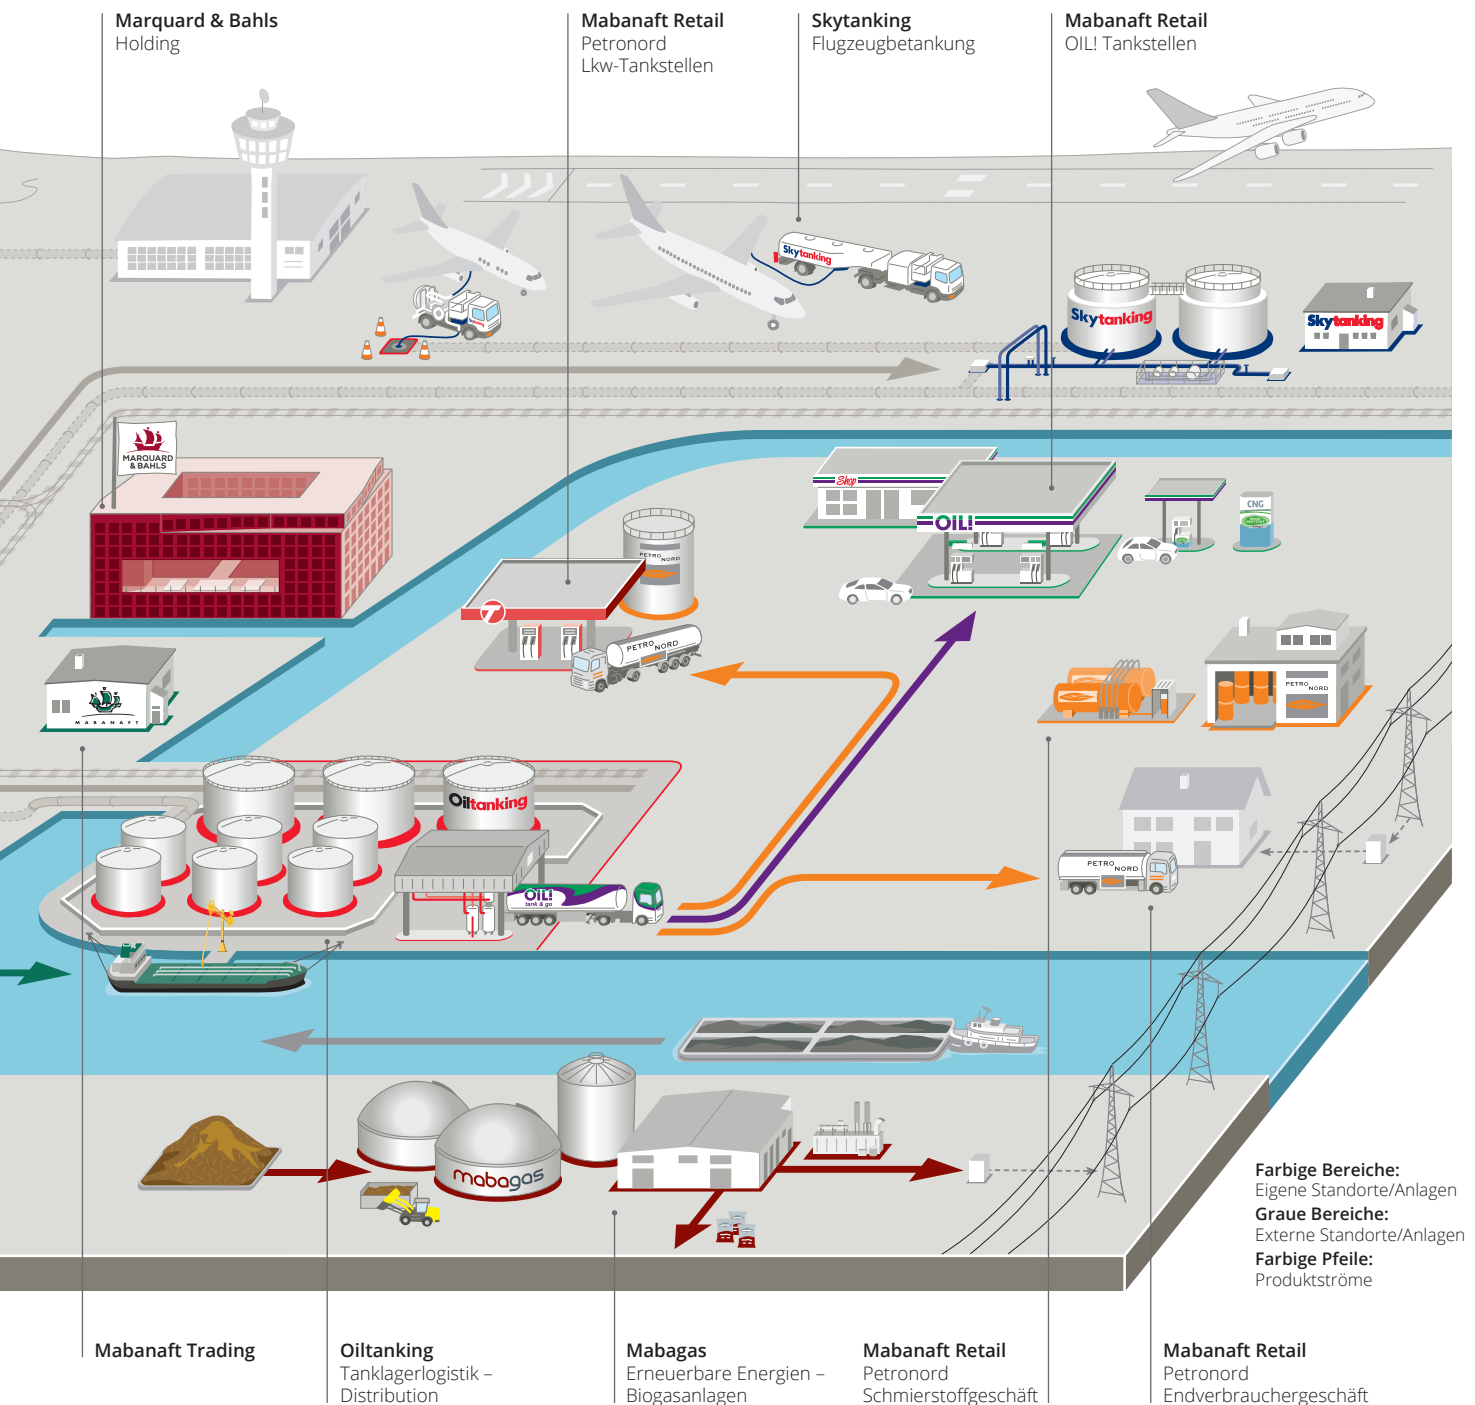 Marquard & Bahls
Holding
Mabanaft Retail
Petronord
Lkw-Tankstellen
Skytanking
Flugzeugbetankung
Mabanaft Retail
OIL! Tankstellen
Skytanking
Skytanking
Skytanking
MARQUARD
& BAHLS
Shop
OIL!
CNG
PETRO
NORD
T
PETRO
NORD
PETRO
NORD
MABANAFT
Oiltanking
OIL!
tank & go
PETRO
NORD
mabagas
Farbige Bereiche:
Eigene Standorte/Anlagen
Graue Bereiche:
Externe Standorte/Anlagen
Farbige Pfeile:
Produktströme
Mabanaft Trading
Oiltanking
Tanklagerlogistik –
Distribution
Mabagas
Erneuerbare Energien –
Biogasanlagen
Mabanaft Retail
Petronord
Schmierstoffgeschäft
Mabanaft Retail
Petronord
Endverbrauchergeschäft